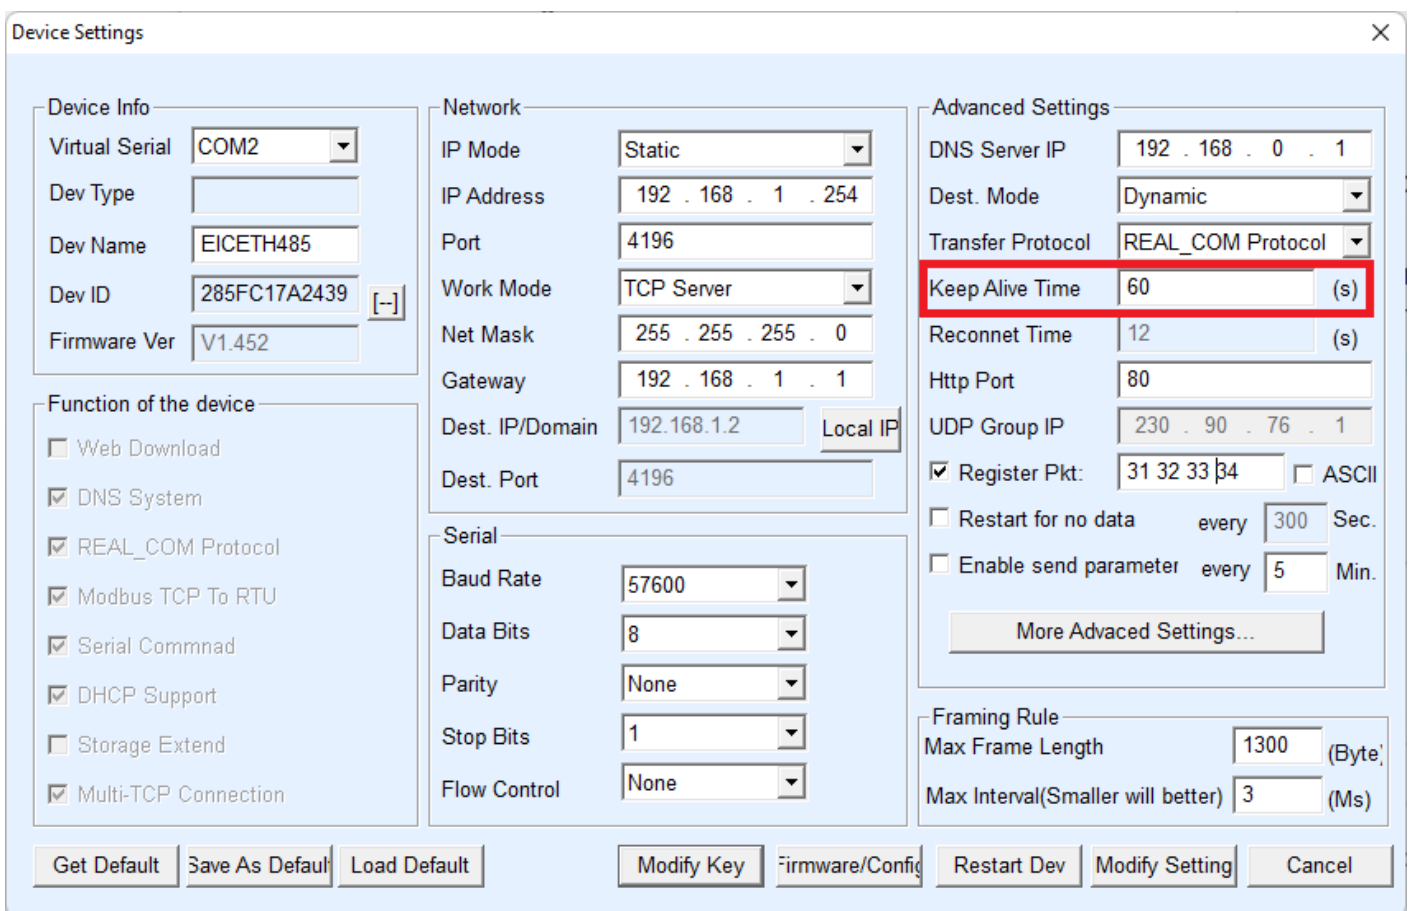 Device Settings
Device Info
Virtual Serial COM2
Dev Type
Dev Name EICETH485
Dev ID 285FC17A2439 [--]
Firmware Ver V1.452
Function of the device
Web Download
DNS System
REAL_COM Protocol
Modbus TCP To RTU
Serial Commnad
DHCP Support
Storage Extend
Multi-TCP Connection
Network
IP Mode Static
IP Address 192 . 168 . 1 . 254
Port 4196
Work Mode TCP Server
Net Mask 255 . 255 . 255 . 0
Gateway 192 . 168 . 1 . 1
Dest. IP/Domain 192.168.1.2 Local IP
Dest. Port 4196
Serial
Baud Rate 57600
Data Bits 8
Parity None
Stop Bits 1
Flow Control None
Advanced Settings
DNS Server IP 192 . 168 . 0 . 1
Dest. Mode Dynamic
Transfer Protocol REAL_COM Protocol
Keep Alive Time 60 (s)
Reconnet Time 12 (s)
Http Port 80
UDP Group IP 230 . 90 . 76 . 1
Register Pkt: 31 32 33 34 ASCII
Restart for no data every 300 Sec.
Enable send parameter every 5 Min.
More Advaced Settings...
Framing Rule
Max Frame Length 1300 (Byte)
Max Interval(Smaller will better) 3 (Ms)
Get Default Save As Default Load Default Modify Key Firmware/Config Restart Dev Modify Setting Cancel